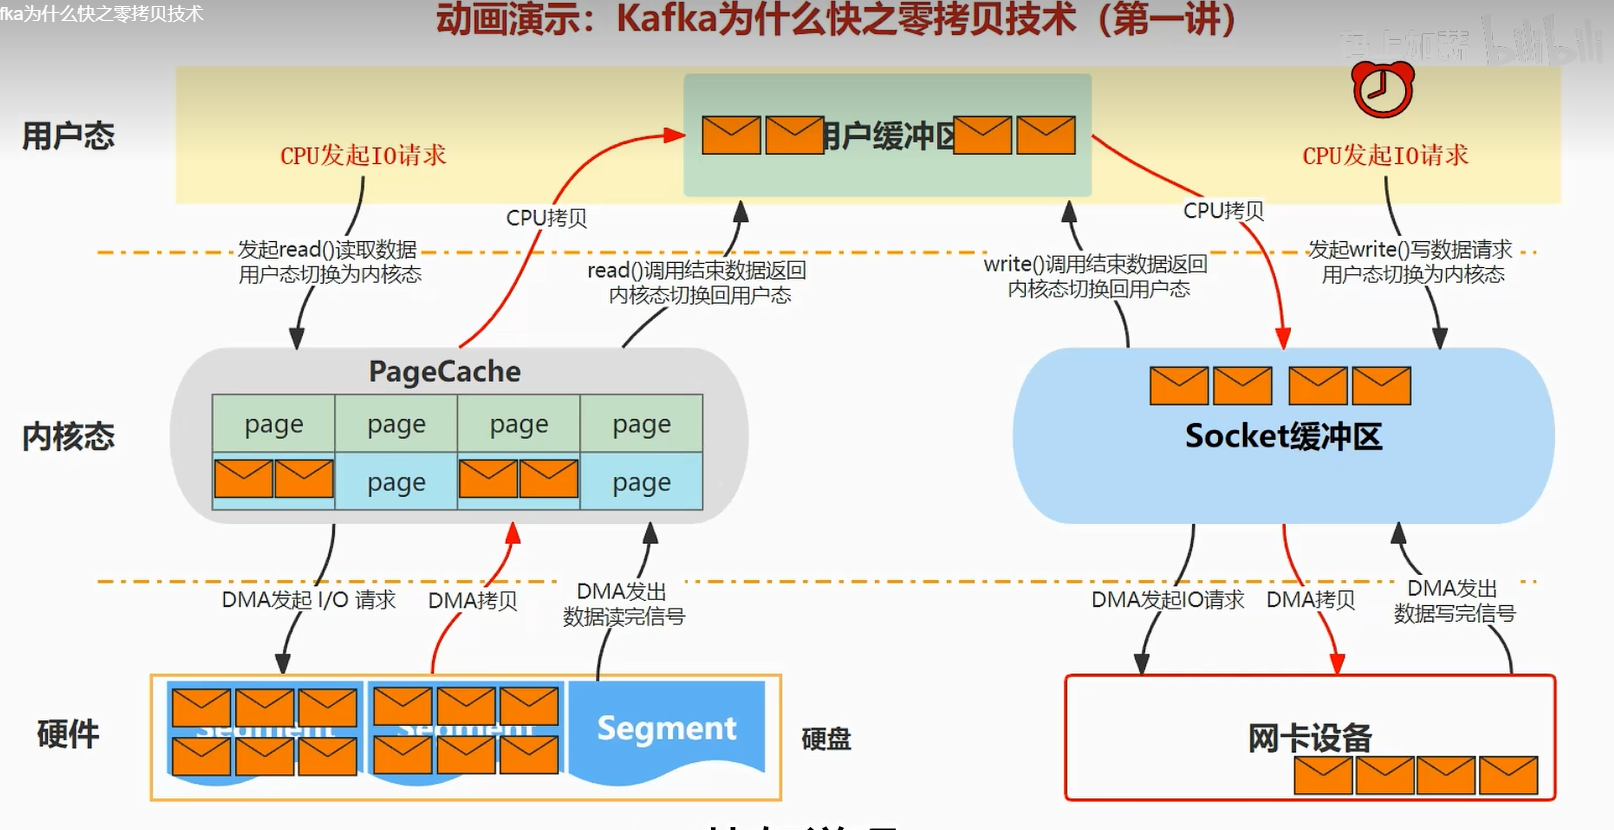 fka为什么快之零拷贝技术
动画演示：Kafka为什么快之零拷贝技术（第一讲）
bilibili
用户态
CPU发起IO请求
用户缓冲区
CPU发起IO请求
CPU拷贝
CPU拷贝
发起read()读取数据
用户态切换为内核态
read()调用结束数据返回
内核态切换回用户态
write()调用结束数据返回
内核态切换回用户态
发起write()写数据请求
用户态切换为内核态
内核态
PageCache
page page page page
page page
Socket缓冲区
DMA发起 I/O 请求
DMA拷贝
DMA发出
数据读完信号
DMA发起IO请求
DMA拷贝
DMA发出
数据写完信号
硬件
Segment Segment Segment
硬盘
网卡设备